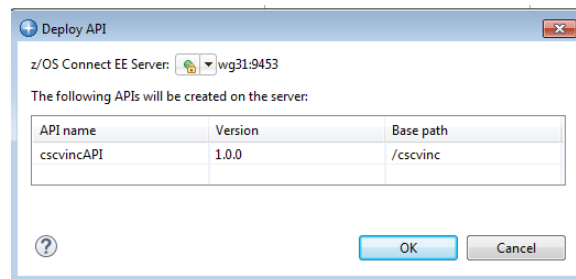 Deploy API
z/OS Connect EE Server: wg31:9453
The following APIs will be created on the server:
API name Version Base path
cscvincAPI 1.0.0 /cscvinc
? OK Cancel